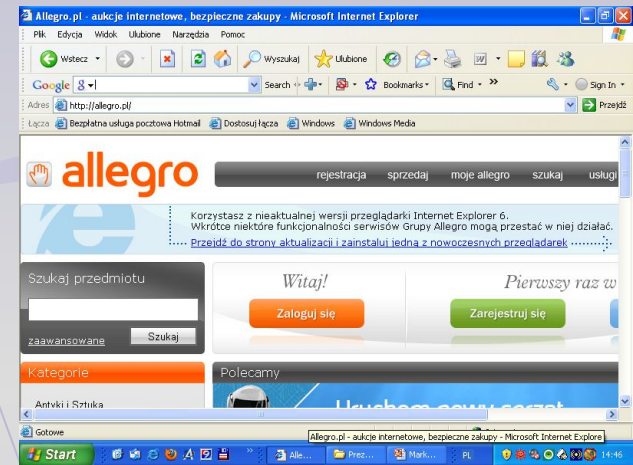 Allegro.pl - aukcje internetowe, bezpieczne zakupy - Microsoft Internet Explorer
Plik Edycja Widok Ulubione Narzędzia Pomoc
Wstecz Wyszukaj Ulubione
Google Search Bookmarks Find Sign In
Adres http://allegro.pl/ Przejdź
Łącza Bezpłatna usługa pocztowa Hotmail Dostosuj łącza Windows Windows Media
allegro
rejestracja sprzedaj moje allegro szukaj usługi
Korzystasz z nieaktualnej wersji przeglądarki Internet Explorer 6.
Wkrótce niektóre funkcjonalności serwisów Grupy Allegro mogą przestać w niej działać.
Przejdź do strony aktualizacji i zainstaluj jedną z nowoczesnych przeglądarek
Szukaj przedmiotu
Witaj!
Pierwszy raz w
Zaloguj się
Zarejestruj się
zaawansowane Szukaj
Kategorie
Polecamy
Antyki i Sztuka
Gotowe
Allegro.pl - aukcje internetowe, bezpieczne zakupy - Microsoft Internet Explore
Start Alle... Prez... Mark... PL 14:46